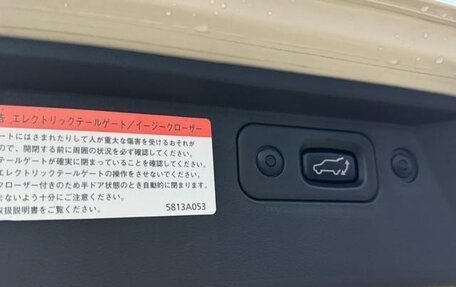 告 エレクトリックテールゲート／イージークローザー
ートにはさまれたりして人が重大な傷害を受けるおそれが
ので、開閉する前に周囲の状況を必ず確認してください。
テールゲートが確実に閉まっていることを確認してください。
エレクトリックテールゲートの操作をさせないでください。
クローザー付きのため半ドア状態のとき自動的に閉まります。
まないよう十分にご注意ください。
取扱説明書をご覧ください。 5813A053